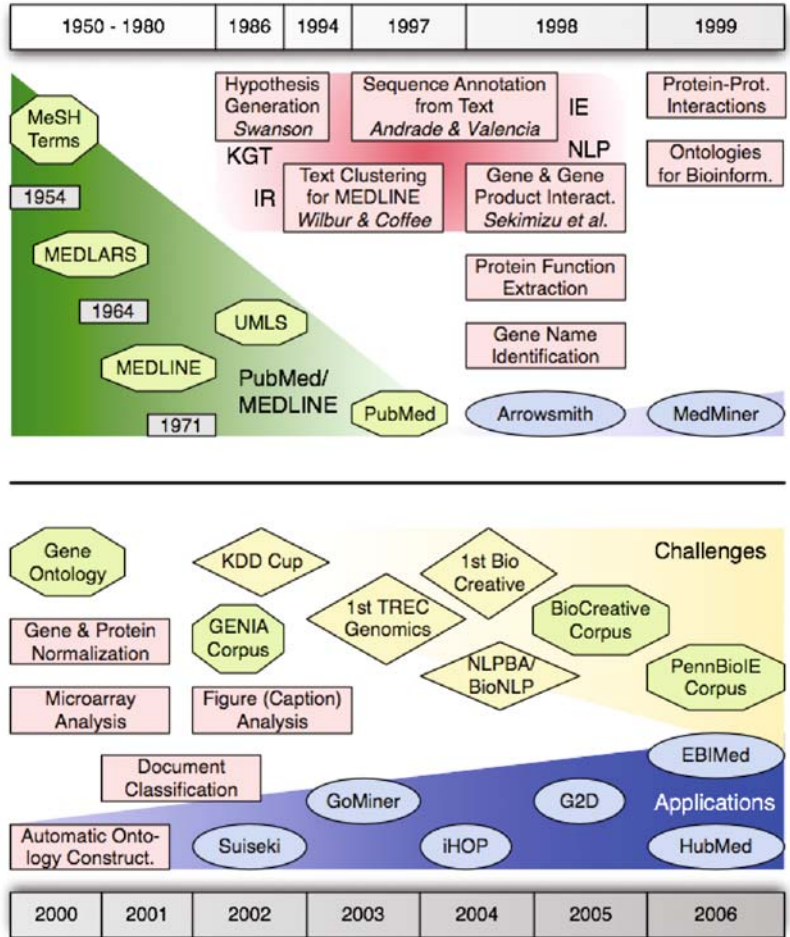 1950 - 1980
1986
1994
1997
1998
1999
MeSH
Terms
Hypothesis
Generation
Swanson
Sequence Annotation
from Text
Andrade & Valencia
IE
Protein-Prot.
Interactions
KGT
NLP
IR
Text Clustering
for MEDLINE
Wilbur & Coffee
Gene & Gene
Product Interact.
Sekimizu et al.
Ontologies
for Bioinform.
1954
MEDLARS
Protein Function
Extraction
1964
UMLS
Gene Name
Identification
MEDLINE
PubMed/
MEDLINE
1971
PubMed
Arrowsmith
MedMiner
Gene
Ontology
KDD Cup
1st Bio
Creative
Challenges
Gene & Protein
Normalization
GENIA
Corpus
1st TREC
Genomics
BioCreative
Corpus
NLPBA/
BioNLP
PennBioIE
Corpus
Microarray
Analysis
Figure (Caption)
Analysis
Document
Classification
EBIMed
GoMiner
G2D
Applications
Automatic Onto-
logy Construct.
Suiseki
iHOP
HubMed
2000
2001
2002
2003
2004
2005
2006